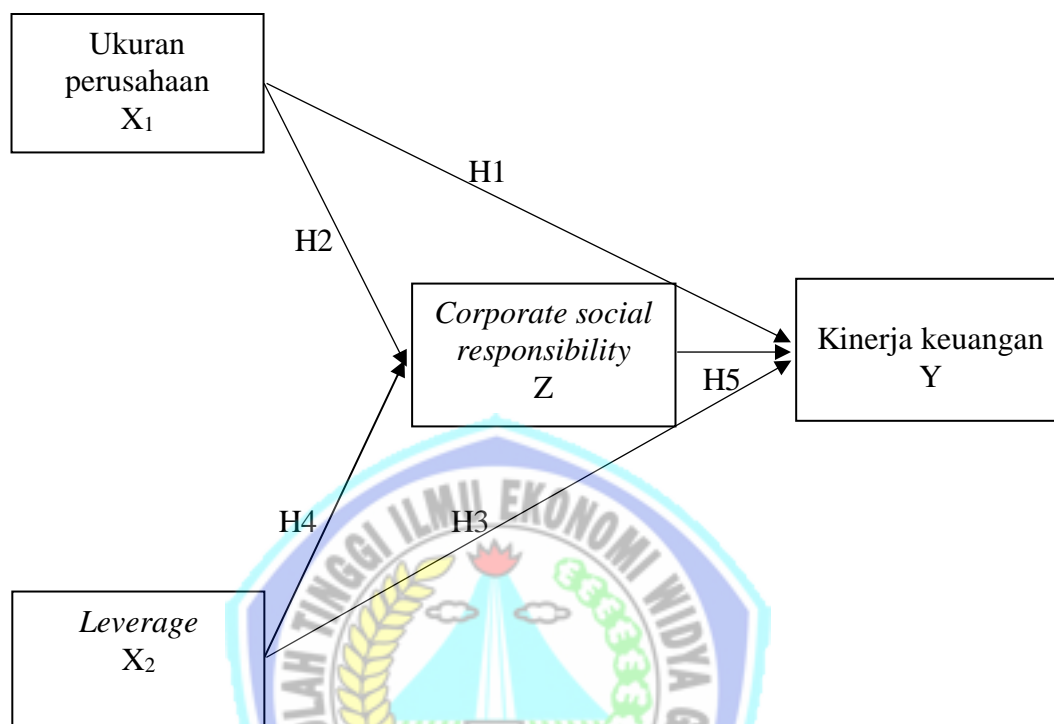 Ukuran
perusahaan
X1
H1
H2
Corporate social
responsibility
Z
Kinerja keuangan
Y
H5
H4
H3
Leverage
X2
OLAH TINGGI ILMU EKONOMI WIDYA G